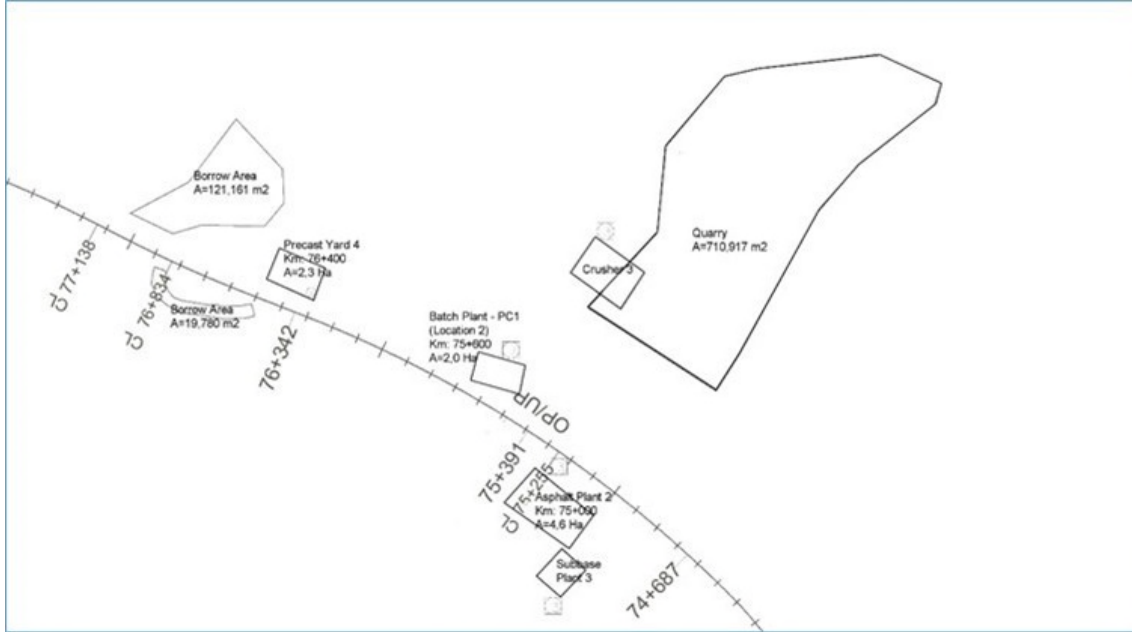 Borrow Area
A=121,161 m2
Quarry
A=710,917 m2
Precast Yard 4
Km: 76+400
A=2,3 Ha
Crusher 3
77+138
76+834
Borrow Area
A=19,780 m2
Batch Plant - PC1
(Location 2)
Km: 75+600
A=2,0 Ha
76+342
OP/UP
75+391
75+255
Asphalt Plant 2
Km: 75+000
A=4,6 Ha
Subbase
Plant 3
74+687